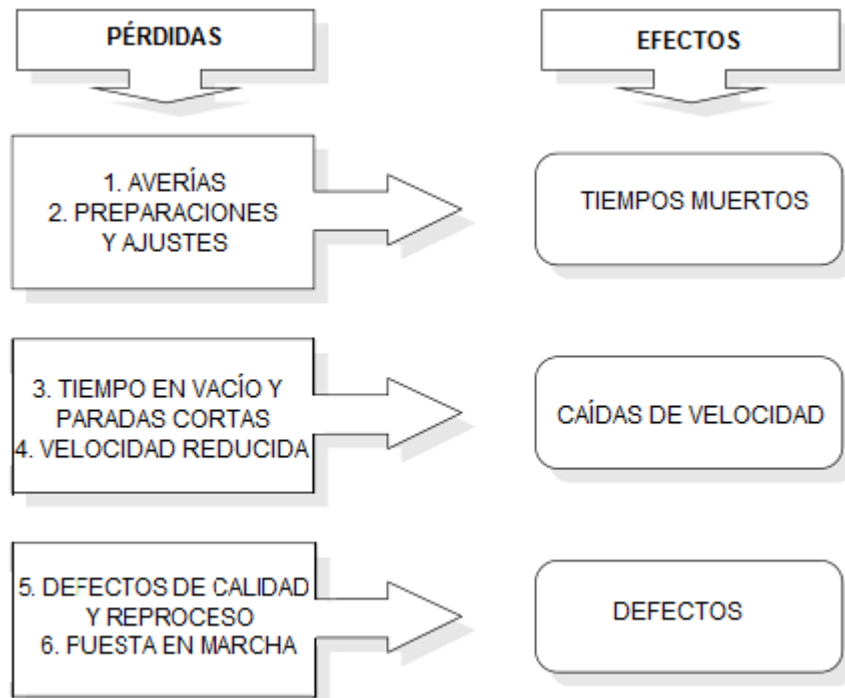 PÉRDIDAS
EFECTOS
1. AVERÍAS
2. PREPARACIONES
Y AJUSTES
TIEMPOS MUERTOS
3. TIEMPO EN VACÍO Y
PARADAS CORTAS
4. VELOCIDAD REDUCIDA
CAÍDAS DE VELOCIDAD
5. DEFECTOS DE CALIDAD
Y REPROCESO
6. FUESTA EN MARCHA
DEFECTOS